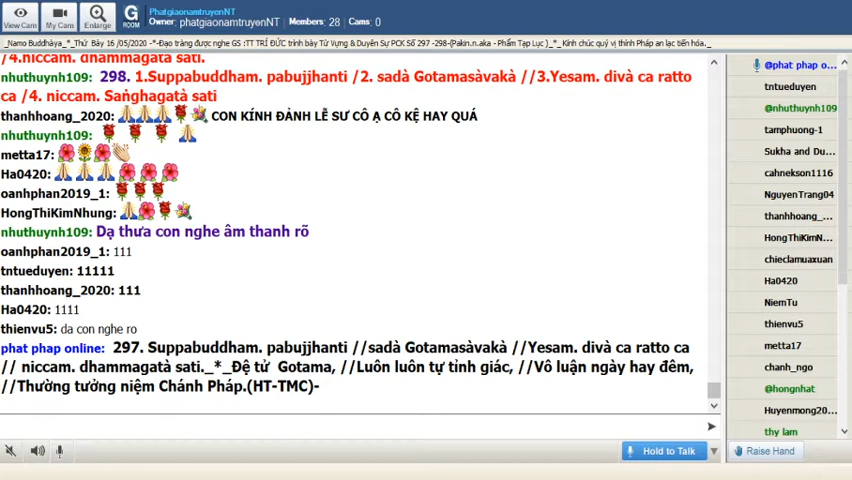 PhatgiaonamtruyenNT
View Cam My Cam Enlarge G ROOM Owner: phatgiaonamtruyenNT Members: 28 Cams: 0
_Namo Buddhàya_*_Thứ Bảy 16 /05/2020 -*-Đạo tràng được nghe GS :TT TRÍ ĐỨC trình bày Từ Vựng & Duyên Sự PCK Số 297 -298-(Pakin.n.aka - Phẩm Tạp Lục )_*_ Kính chúc quý vị thính Pháp an lạc tiến hóa._
/4.niccam. dhammagatà sati.
nhuthuynh109: 298. 1.Suppabuddham. pabujjhanti /2. sadà Gotamasàvakà //3.Yesam. divà ca ratto
ca /4. niccam. Saṅghagatà sati
thanhhoang_2020: 🙏🙏🙏🌹💐 CON KÍNH ĐẢNH LỄ SƯ CÔ Ạ CÔ KỆ HAY QUÁ
nhuthuynh109: 🌹 🌹 🌹 🙏
metta17: 🌺🌻🌺👏
Ha0420: 🙏 🙏 🙏 🌺 🌺 🌺
oanhphan2019_1: 🌹🌹🌹
HongThiKimNhung: 🙏🌺🌹💐
nhuthuynh109: Dạ thưa con nghe âm thanh rõ
oanhphan2019_1: 111
tntueduyen: 11111
thanhhoang_2020: 111
Ha0420: 1111
thienvu5: da con nghe ro
phat phap online: 297. Suppabuddham. pabujjhanti //sadà Gotamasàvakà //Yesam. divà ca ratto ca
// niccam. dhammagatà sati._*_Đệ tử Gotama, //Luôn luôn tự tỉnh giác, //Vô luận ngày hay đêm,
//Thường tưởng niệm Chánh Pháp.(HT-TMC)-
Hold to Talk
@phat phap o...
tntueduyen
@nhuthuynh109
tamphuong-1
Sukha and Du...
cahnekson1116
NguyenTrang04
thanhhoang_...
HongThiKimN...
chieclamuaxuan
Ha0420
NiemTu
thienvu5
metta17
chanh_ngo
@hongnhat
Huyenmong20...
thy lam
Raise Hand